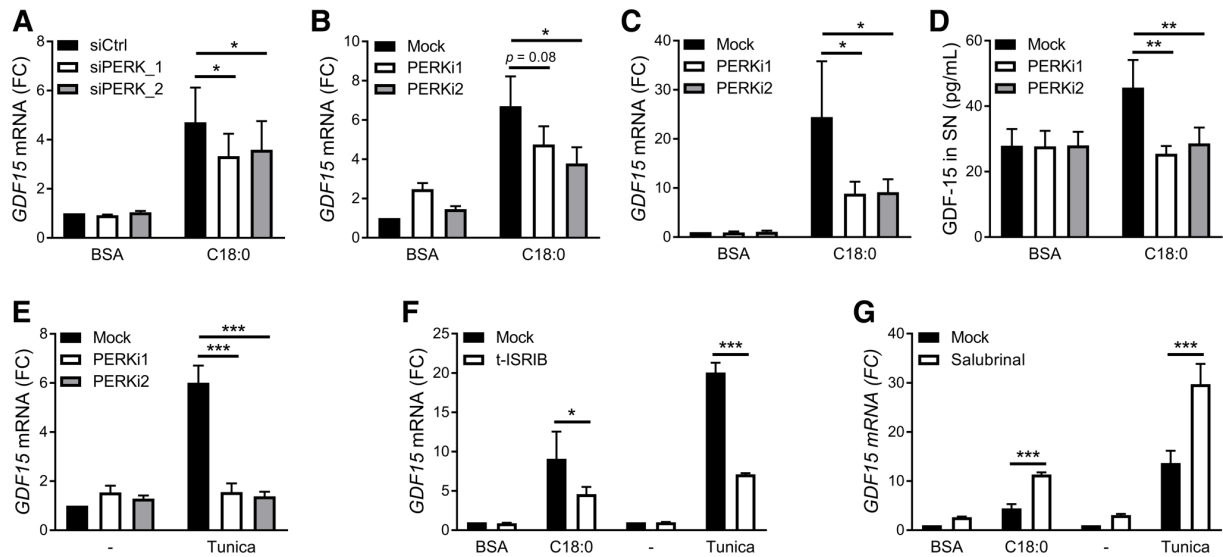 A
GDF15 mRNA (FC)
8
6
4
2
0
siCtrl
siPERK_1
siPERK_2
*
*
BSA
C18:0
B
GDF15 mRNA (FC)
10
8
6
4
2
0
Mock
PERKi1
PERKi2
*
p = 0.08
BSA
C18:0
C
GDF15 mRNA (FC)
40
30
20
10
0
Mock
PERKi1
PERKi2
*
*
BSA
C18:0
D
GDF-15 in SN (pg/mL)
60
40
20
0
Mock
PERKi1
PERKi2
**
**
BSA
C18:0
E
GDF15 mRNA (FC)
8
6
4
2
0
Mock
PERKi1
PERKi2
***
***
-
Tunica
F
GDF15 mRNA (FC)
25
20
15
10
5
0
Mock
t-ISRIB
*
***
BSA
C18:0
-
Tunica
G
GDF15 mRNA (FC)
40
30
20
10
0
Mock
Salubrinal
***
***
BSA
C18:0
-
Tunica